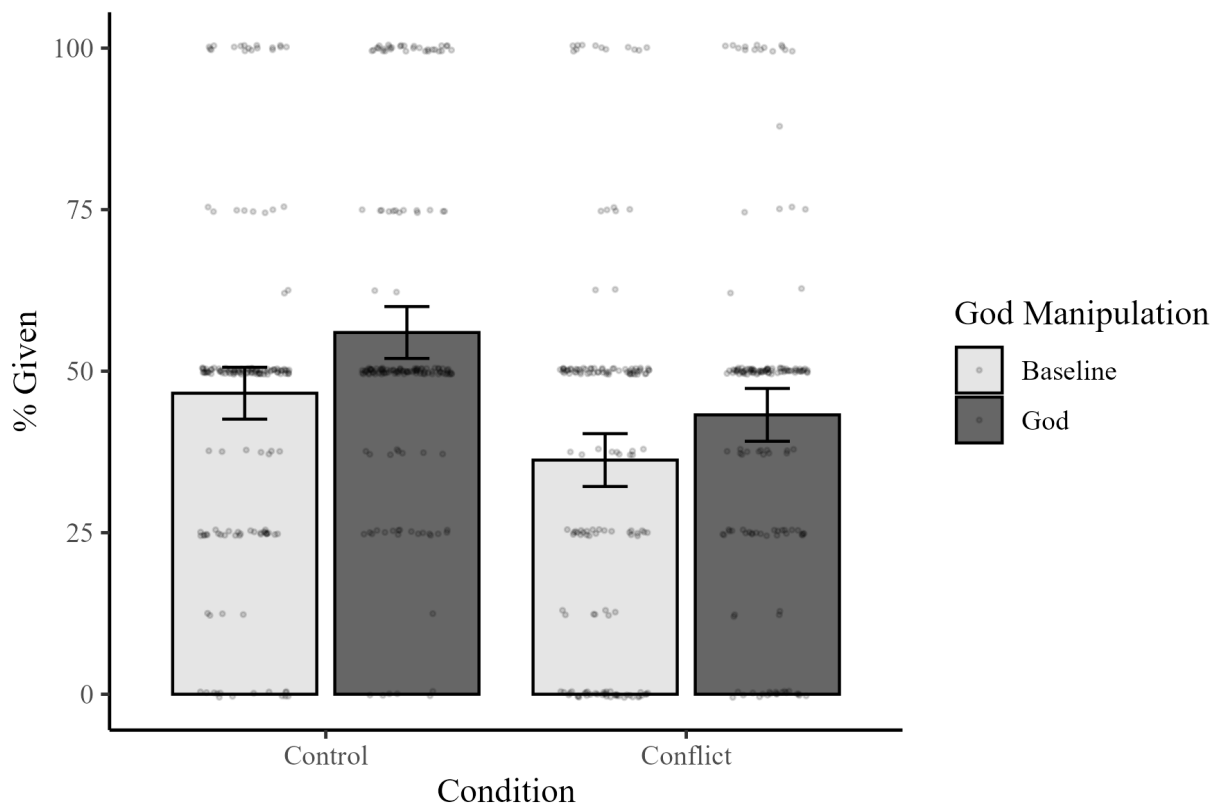 100
75
50
25
0
% Given
Control
Conflict
Condition
God Manipulation
Baseline
God